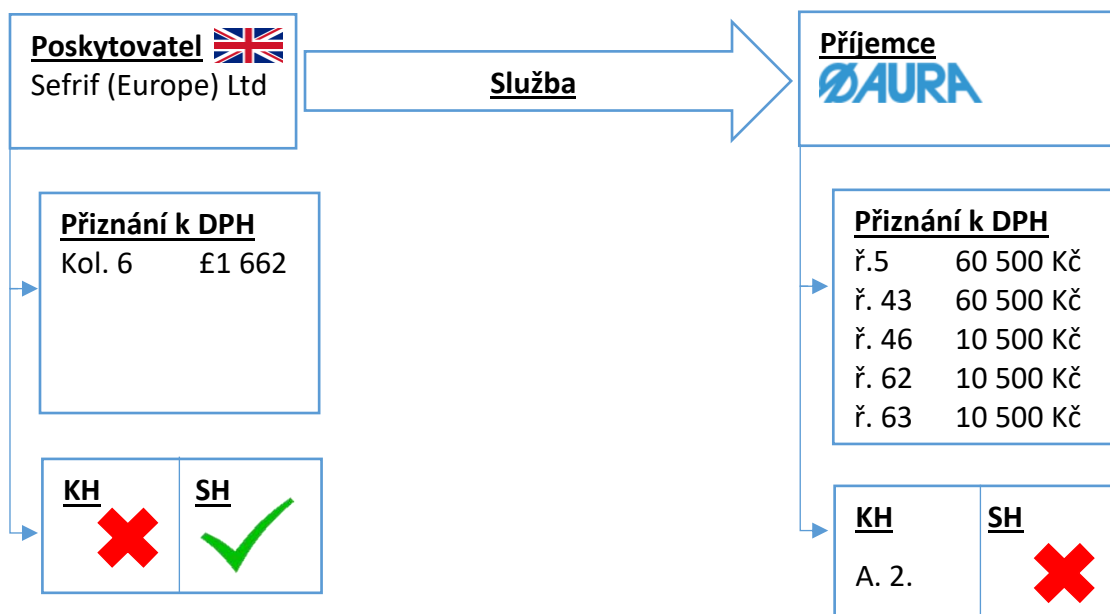 Poskytovatel
Sefrif (Europe) Ltd
Služba
Příjemce
AURA
Přiznání k DPH
Kol. 6 £1 662
Přiznání k DPH
ř.5 60 500 Kč
ř. 43 60 500 Kč
ř. 46 10 500 Kč
ř. 62 10 500 Kč
ř. 63 10 500 Kč
KH SH
KH SH
A. 2.